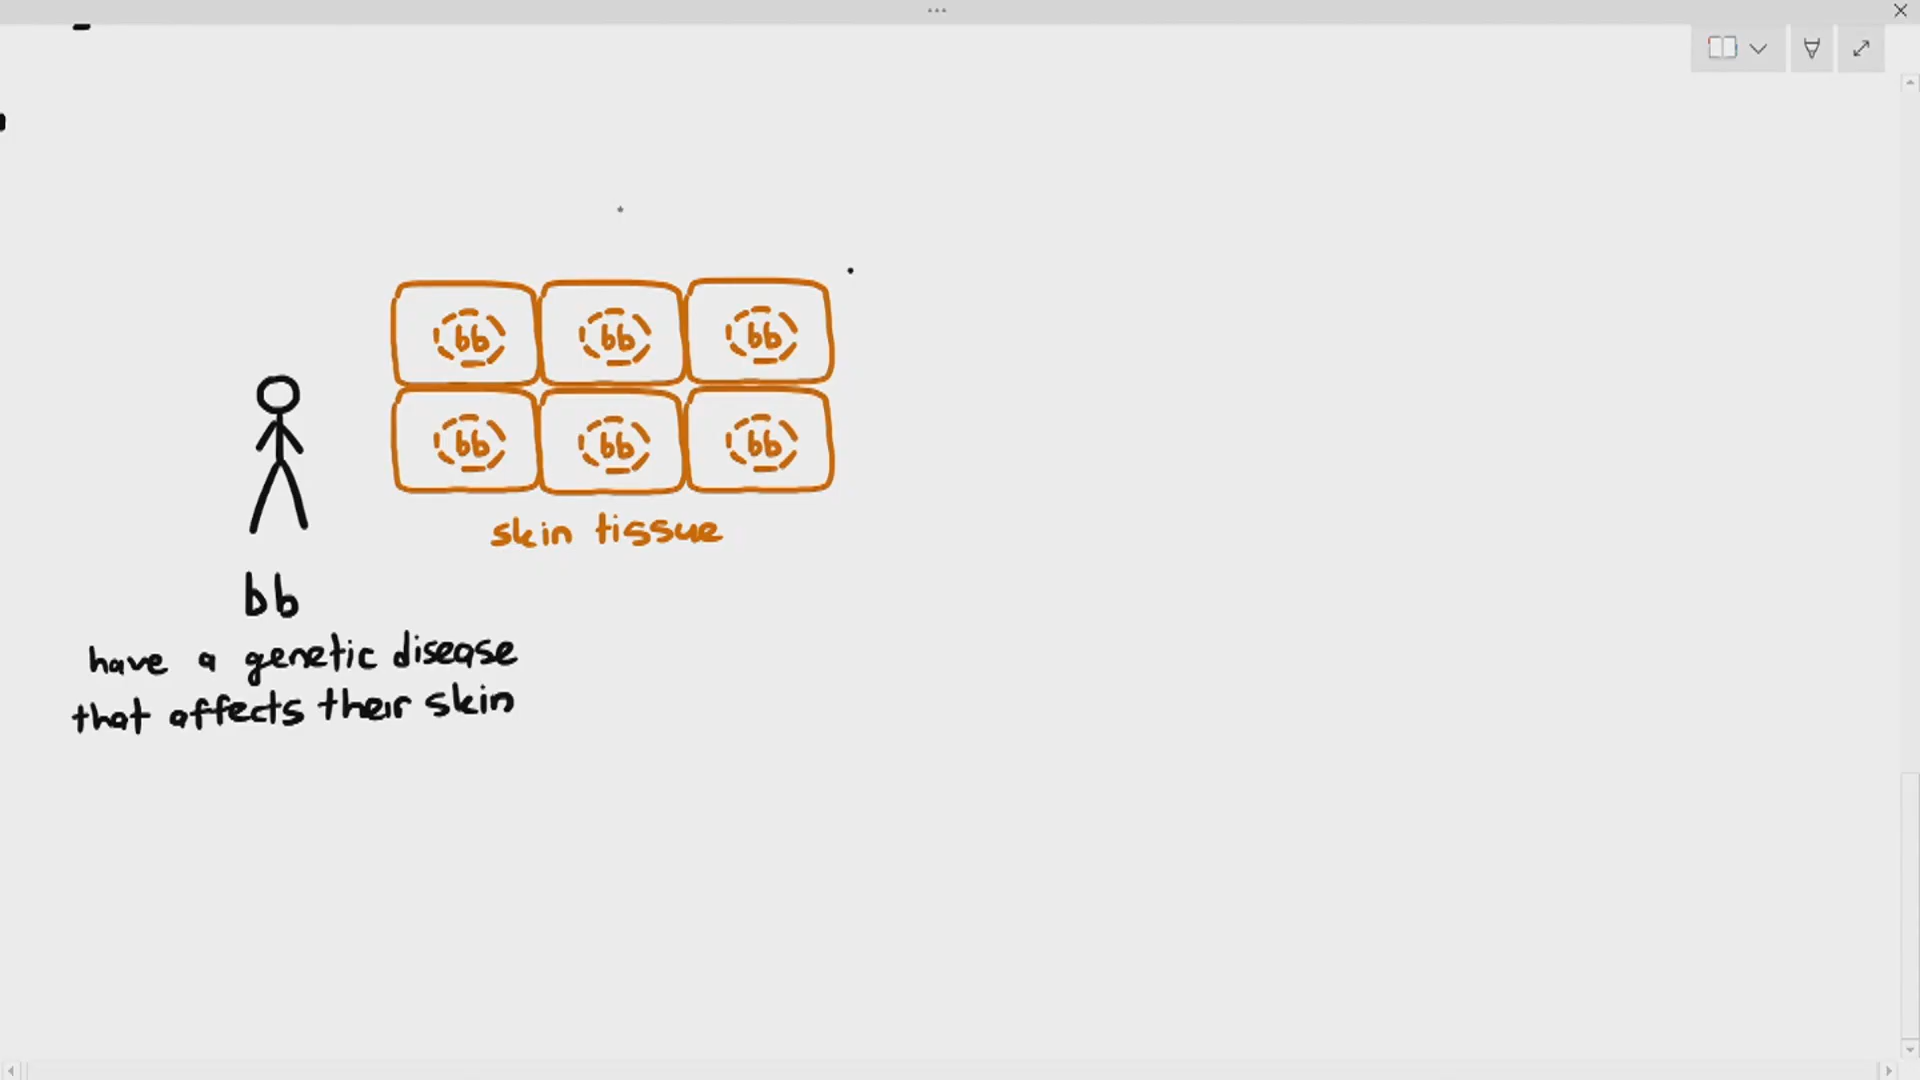 bb bb bb
bb bb bb
skin tissue
bb
have a genetic disease
that affects their skin